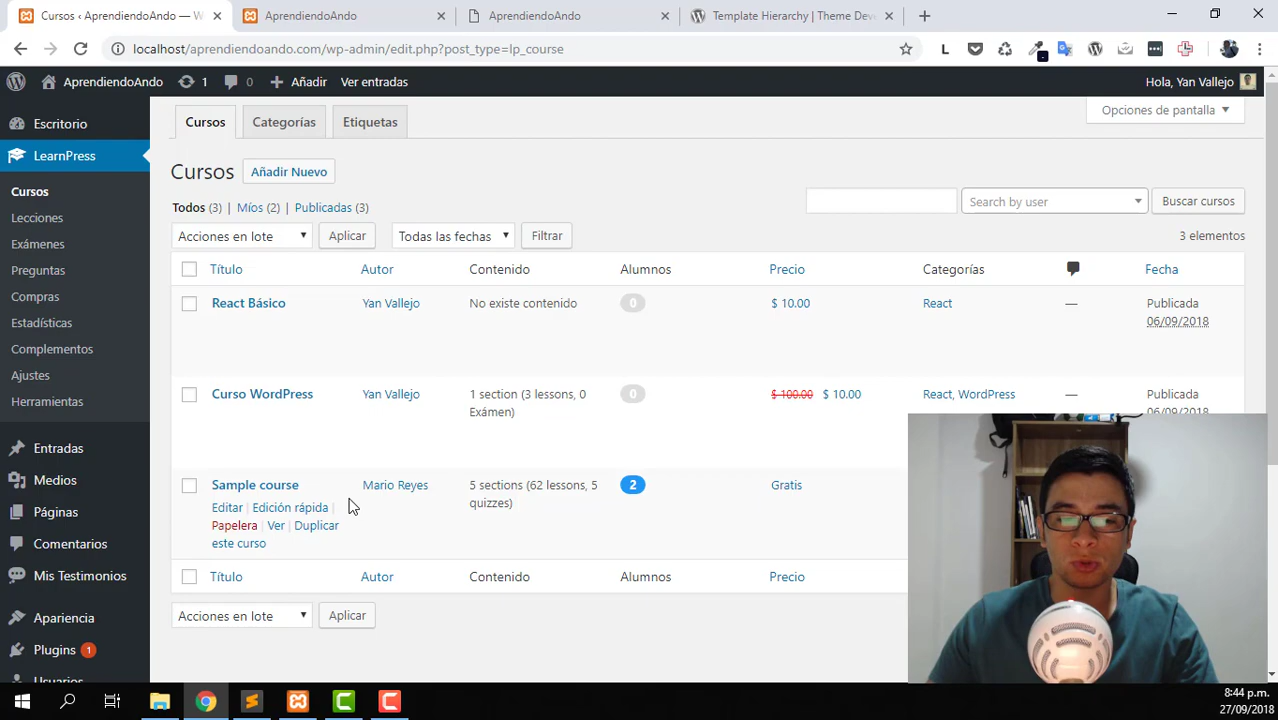 Cursos ‹ AprendiendoAndo — W
AprendiendoAndo
AprendiendoAndo
Template Hierarchy | Theme Dev
localhost/aprendiendoando.com/wp-admin/edit.php?post_type=lp_course
AprendiendoAndo
1
0
Añadir
Ver entradas
Hola, Yan Vallejo
Escritorio
LearnPress
Cursos
Lecciones
Exámenes
Preguntas
Compras
Estadísticas
Complementos
Ajustes
Herramientas
Entradas
Medios
Páginas
Comentarios
Mis Testimonios
Apariencia
Plugins 1
Cursos
Categorías
Etiquetas
Opciones de pantalla
Cursos
Añadir Nuevo
Todos (3) | Míos (2) | Publicadas (3)
Search by user
Buscar cursos
Acciones en lote
Aplicar
Todas las fechas
Filtrar
3 elementos
Título Autor Contenido Alumnos Precio Categorías Fecha
React Básico Yan Vallejo No existe contenido 0 $ 10.00 React — Publicada
06/09/2018
Curso WordPress Yan Vallejo 1 section (3 lessons, 0 $ 100.00 $ 10.00 React, WordPress — Publicada
Exámen) 0
06/09/2018
Sample course Mario Reyes 5 sections (62 lessons, 5 2 Gratis
quizzes)
Editar | Edición rápida |
Papelera | Ver | Duplicar
este curso
Título Autor Contenido Alumnos Precio
Acciones en lote
Aplicar
8:44 p.m.
27/09/2018